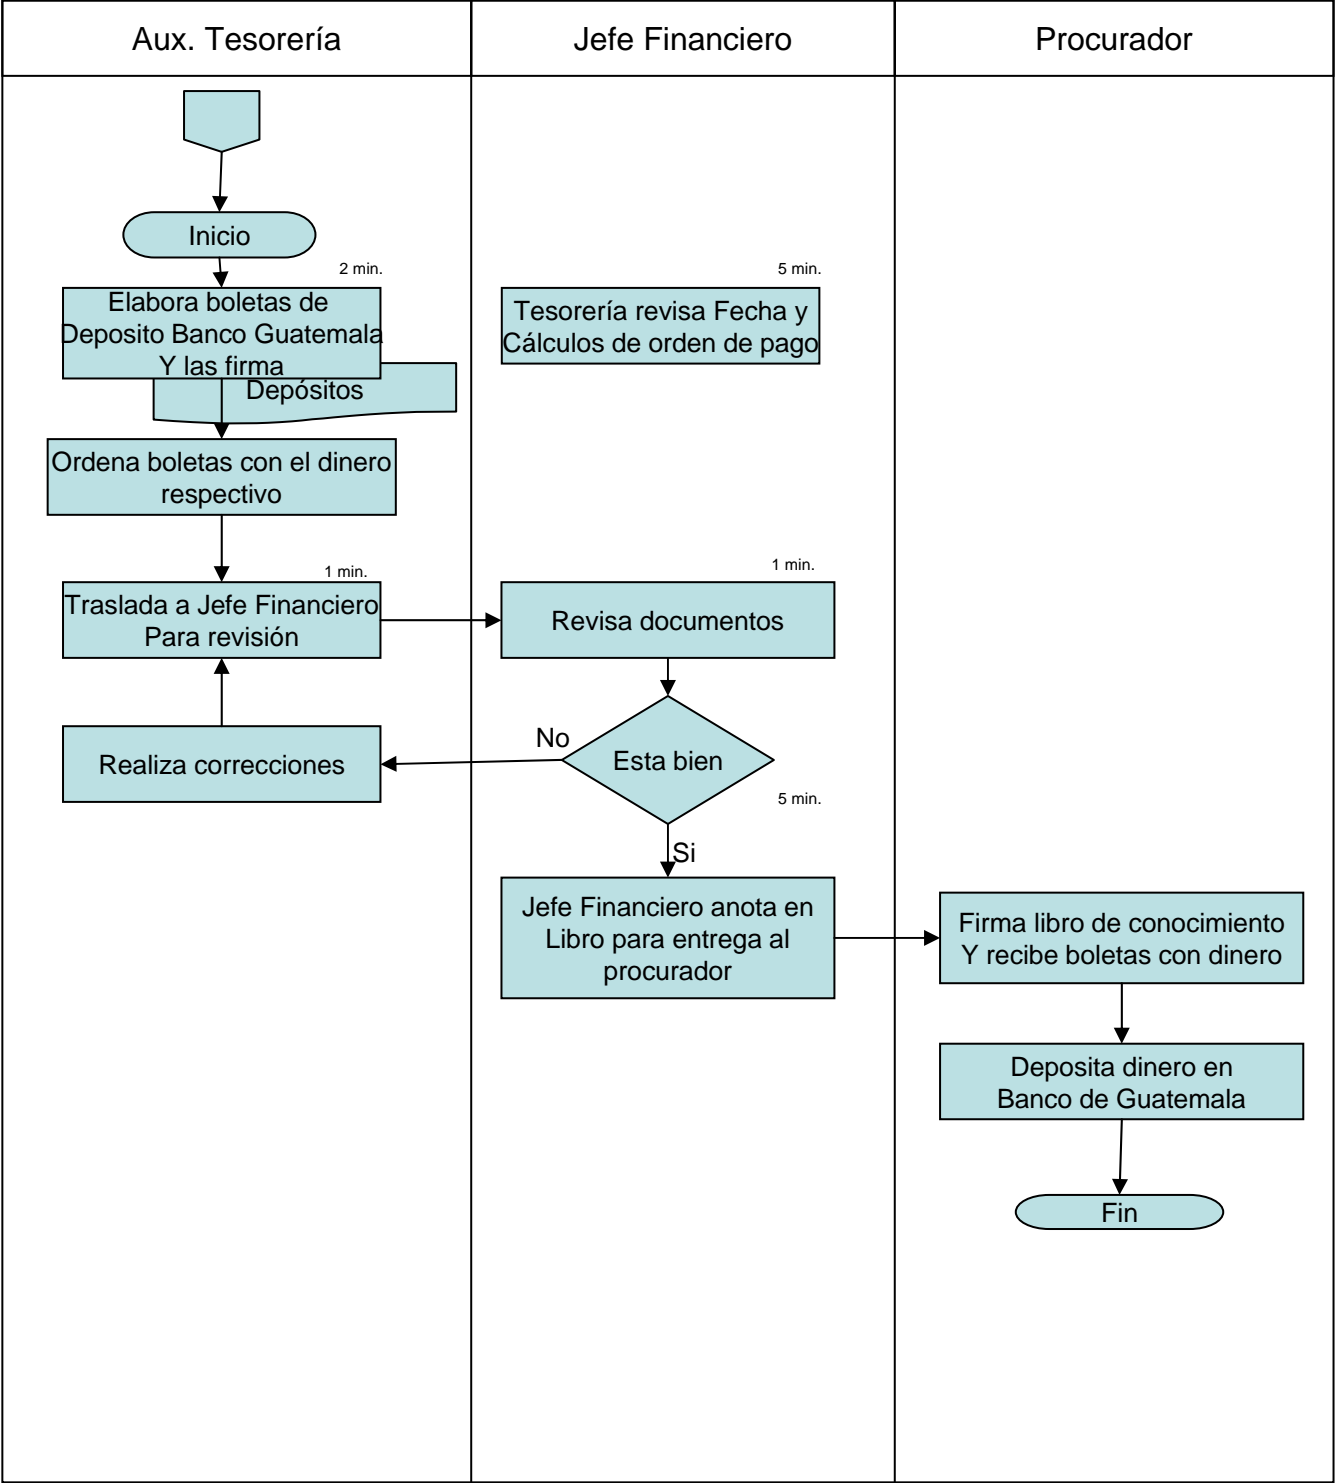 Aux. Tesorería
Jefe Financiero
Procurador
Inicio
2 min.
Elabora boletas de
Deposito Banco Guatemala
Y las firma
Depósitos
5 min.
Tesorería revisa Fecha y
Cálculos de orden de pago
Ordena boletas con el dinero
respectivo
1 min.
Traslada a Jefe Financiero
Para revisión
1 min.
Revisa documentos
No
Esta bien
Realiza correcciones
5 min.
Si
Jefe Financiero anota en
Libro para entrega al
procurador
Firma libro de conocimiento
Y recibe boletas con dinero
Deposita dinero en
Banco de Guatemala
Fin